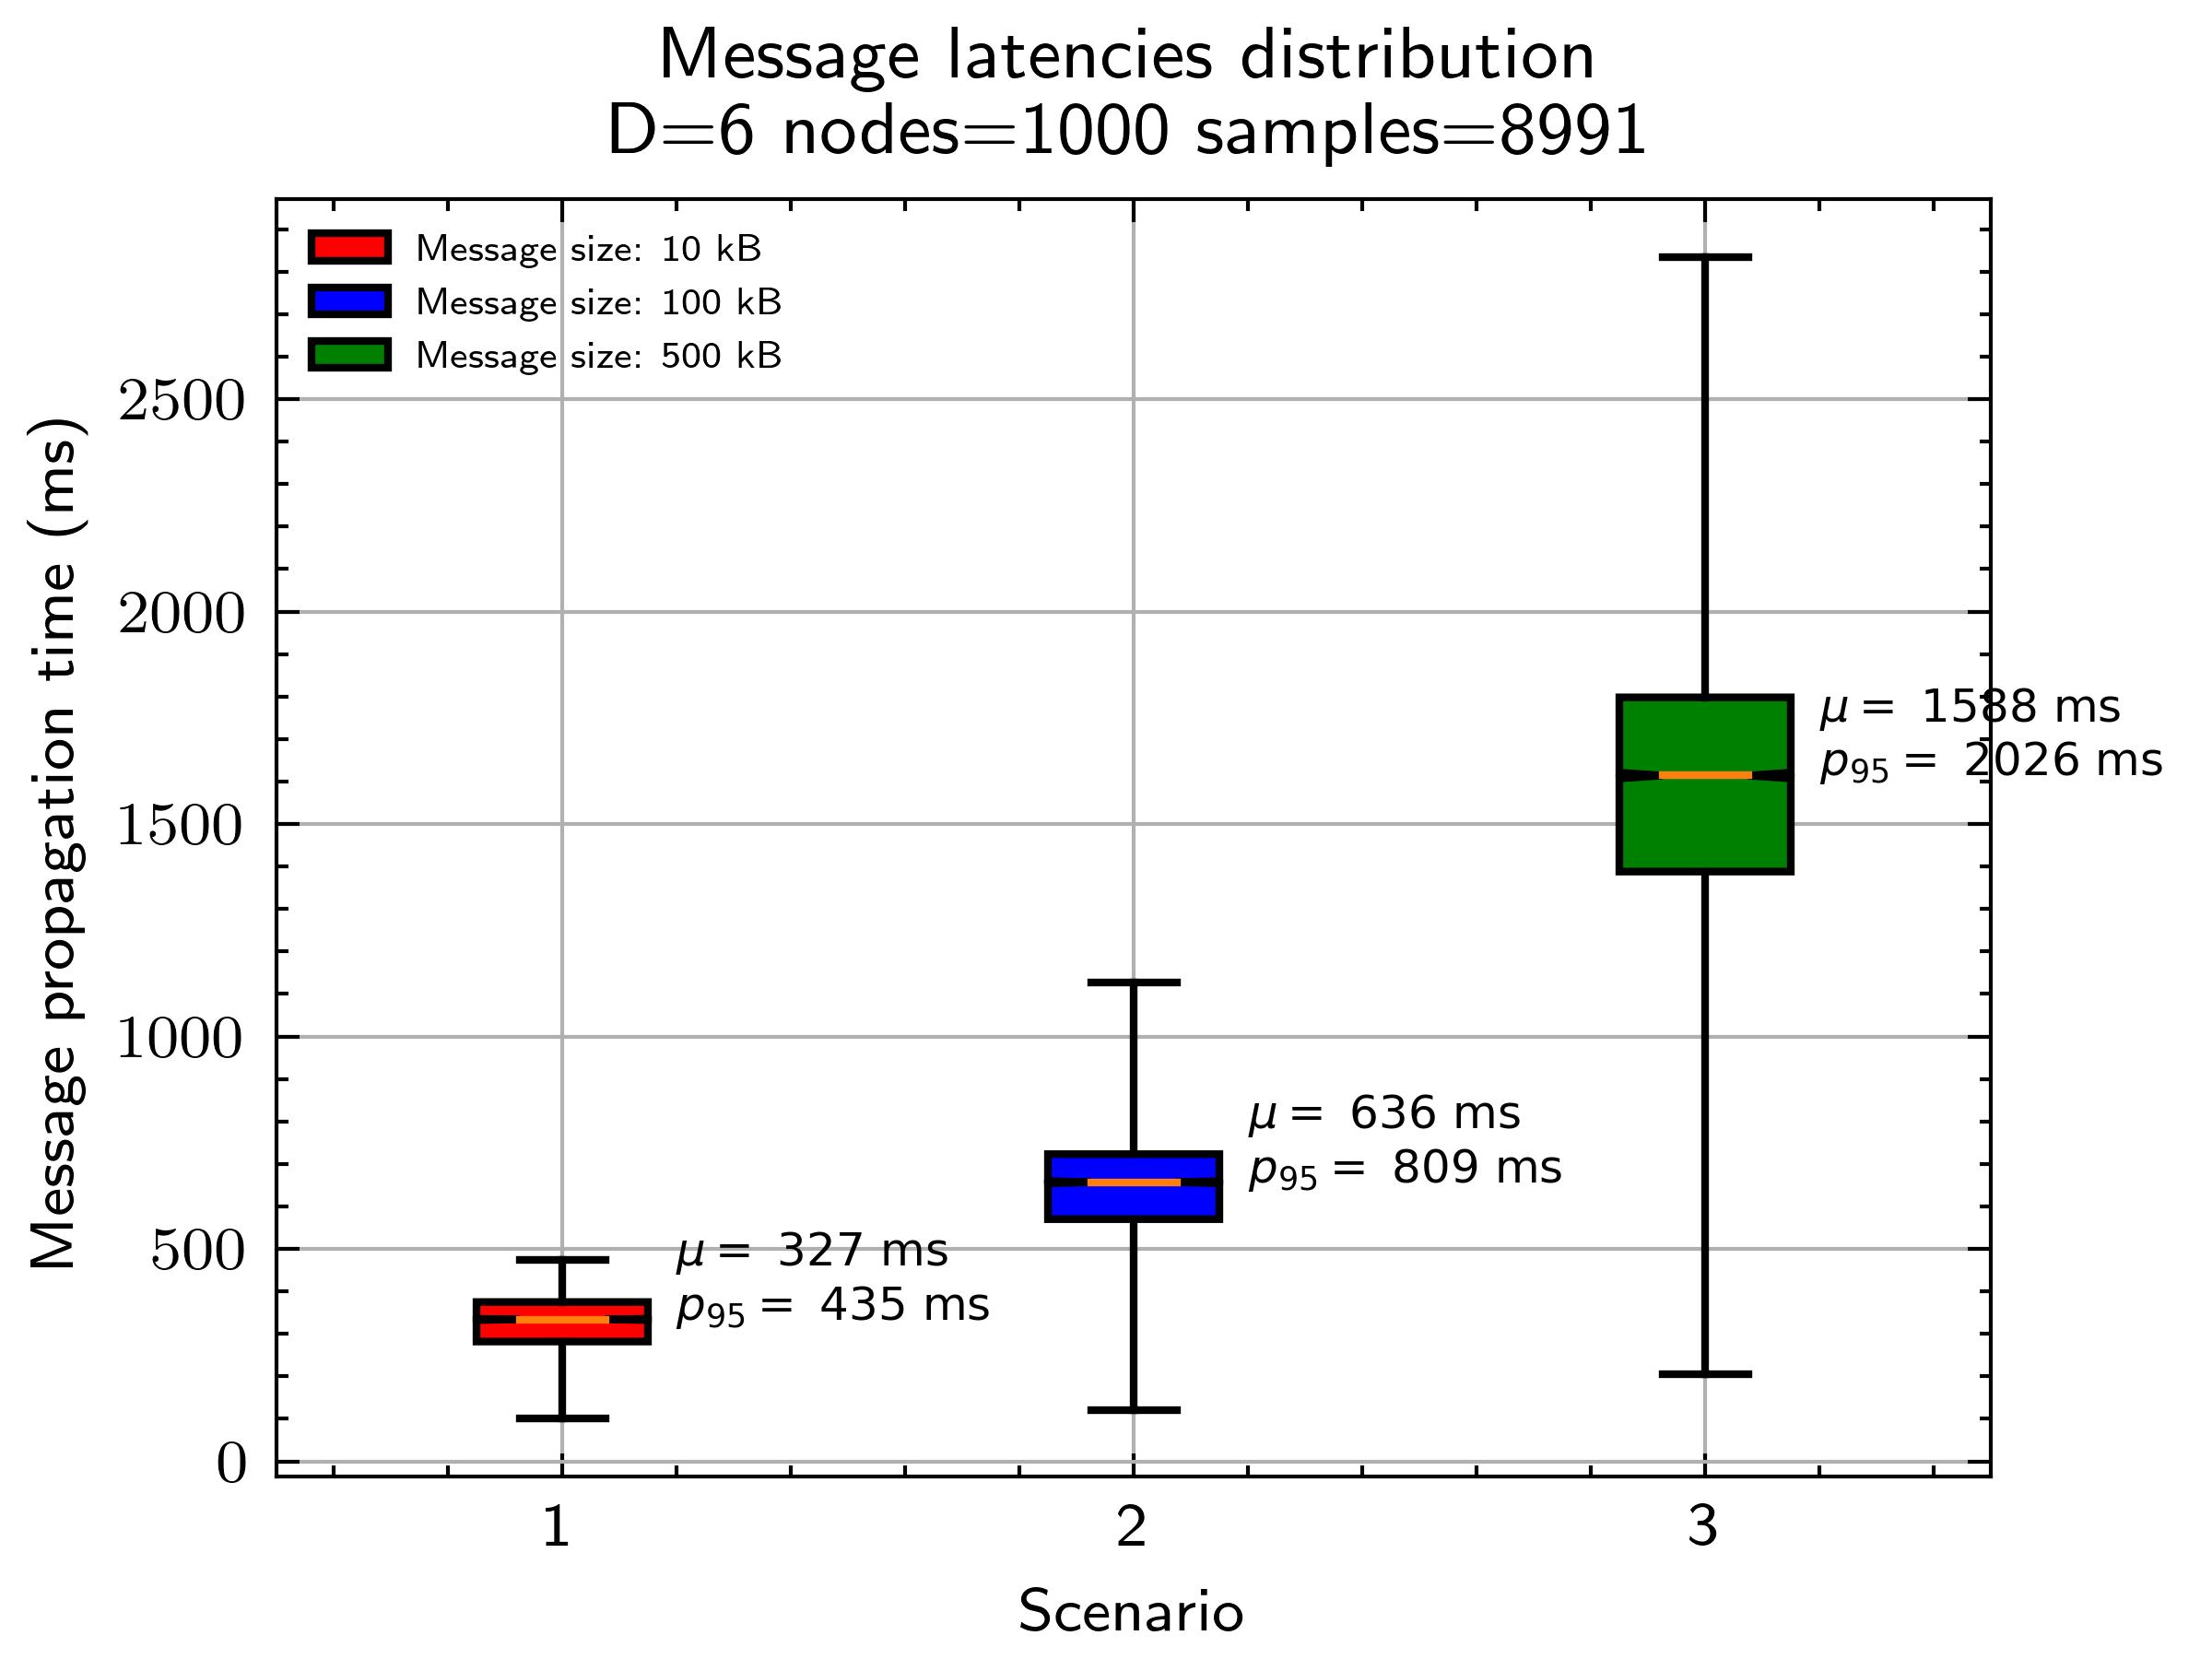 Message latencies distribution
D=6 nodes=1000 samples=8991
Message size: 10 kB
Message size: 100 kB
Message size: 500 kB
Message propagation time (ms)
2500
2000
1500
1000
500
0
μ = 1588 ms
p95 = 2026 ms
μ = 636 ms
p95 = 809 ms
μ = 327 ms
p95 = 435 ms
1 2 3
Scenario